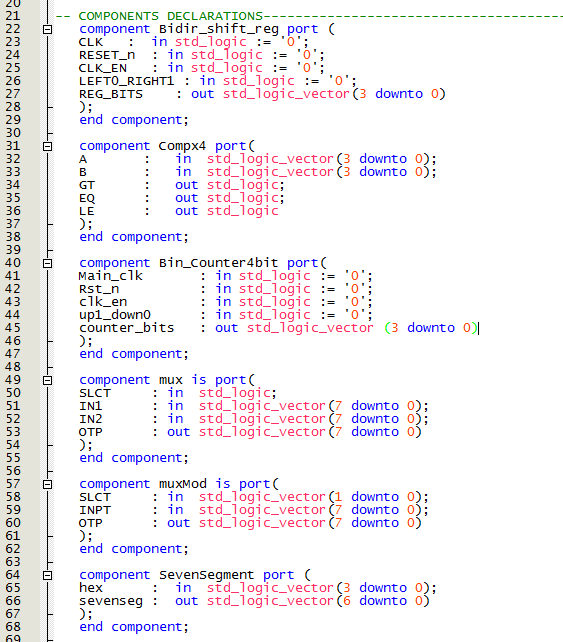 20
21 -- COMPONENTS DECLARATIONS------------------------------------
22 component Bidir_shift_reg port (
23 CLK : in std_logic := '0';
24 RESET_n : in std_logic := '0';
25 CLK_EN : in std_logic := '0';
26 LEFT0_RIGHT1 : in std_logic := '0';
27 REG_BITS : out std_logic_vector(3 downto 0)
28 );
29 end component;
30
31 component Compx4 port(
32 A : in std_logic_vector(3 downto 0);
33 B : in std_logic_vector(3 downto 0);
34 GT : out std_logic;
35 EQ : out std_logic;
36 LE : out std_logic
37 );
38 end component;
39
40 component Bin_Counter4bit port(
41 Main_clk : in std_logic := '0';
42 Rst_n : in std_logic := '0';
43 clk_en : in std_logic := '0';
44 up1_down0 : in std_logic := '0';
45 counter_bits : out std_logic_vector (3 downto 0)
46 );
47 end component;
48
49 component mux is port(
50 SLCT : in std_logic;
51 IN1 : in std_logic_vector(7 downto 0);
52 IN2 : in std_logic_vector(7 downto 0);
53 OTP : out std_logic_vector(7 downto 0)
54 );
55 end component;
56
57 component muxMod is port(
58 SLCT : in std_logic_vector(1 downto 0);
59 INPT : in std_logic_vector(7 downto 0);
60 OTP : out std_logic_vector(7 downto 0)
61 );
62 end component;
63
64 component SevenSegment port (
65 hex : in std_logic_vector(3 downto 0);
66 sevenseg : out std_logic_vector(6 downto 0)
67 );
68 end component;
69